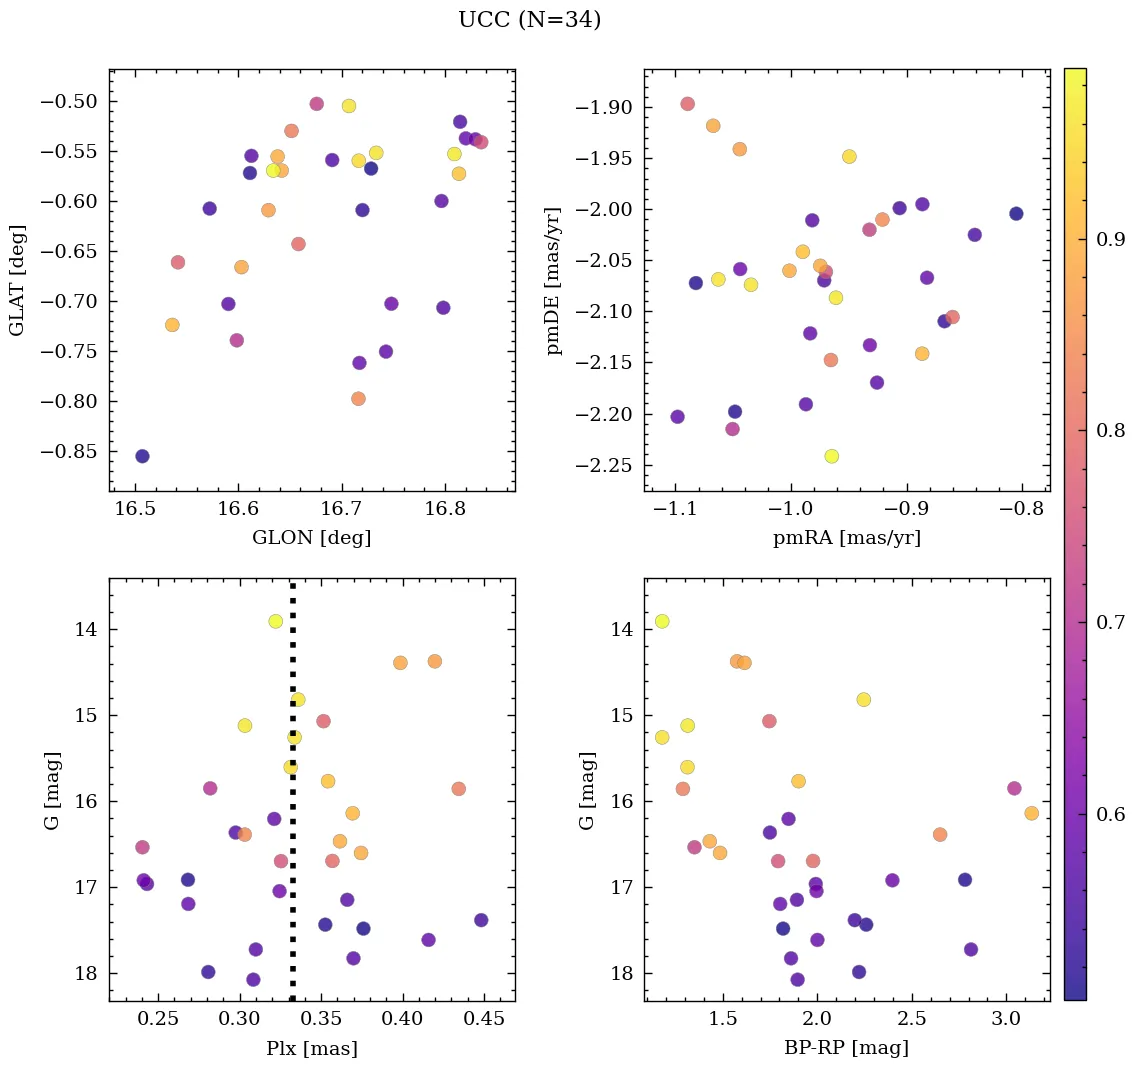 UCC (N=34)
−0.50
−0.55
−0.60
−0.65
−0.70
−0.75
−0.80
−0.85
GLAT [deg]
16.5 16.6 16.7 16.8
GLON [deg]
−1.90
−1.95
−2.00
−2.05
−2.10
−2.15
−2.20
−2.25
pmDE [mas/yr]
−1.1 −1.0 −0.9 −0.8
pmRA [mas/yr]
14
15
16
17
18
G [mag]
0.25 0.30 0.35 0.40 0.45
Plx [mas]
14
15
16
17
18
G [mag]
1.5 2.0 2.5 3.0
BP-RP [mag]
0.9
0.8
0.7
0.6